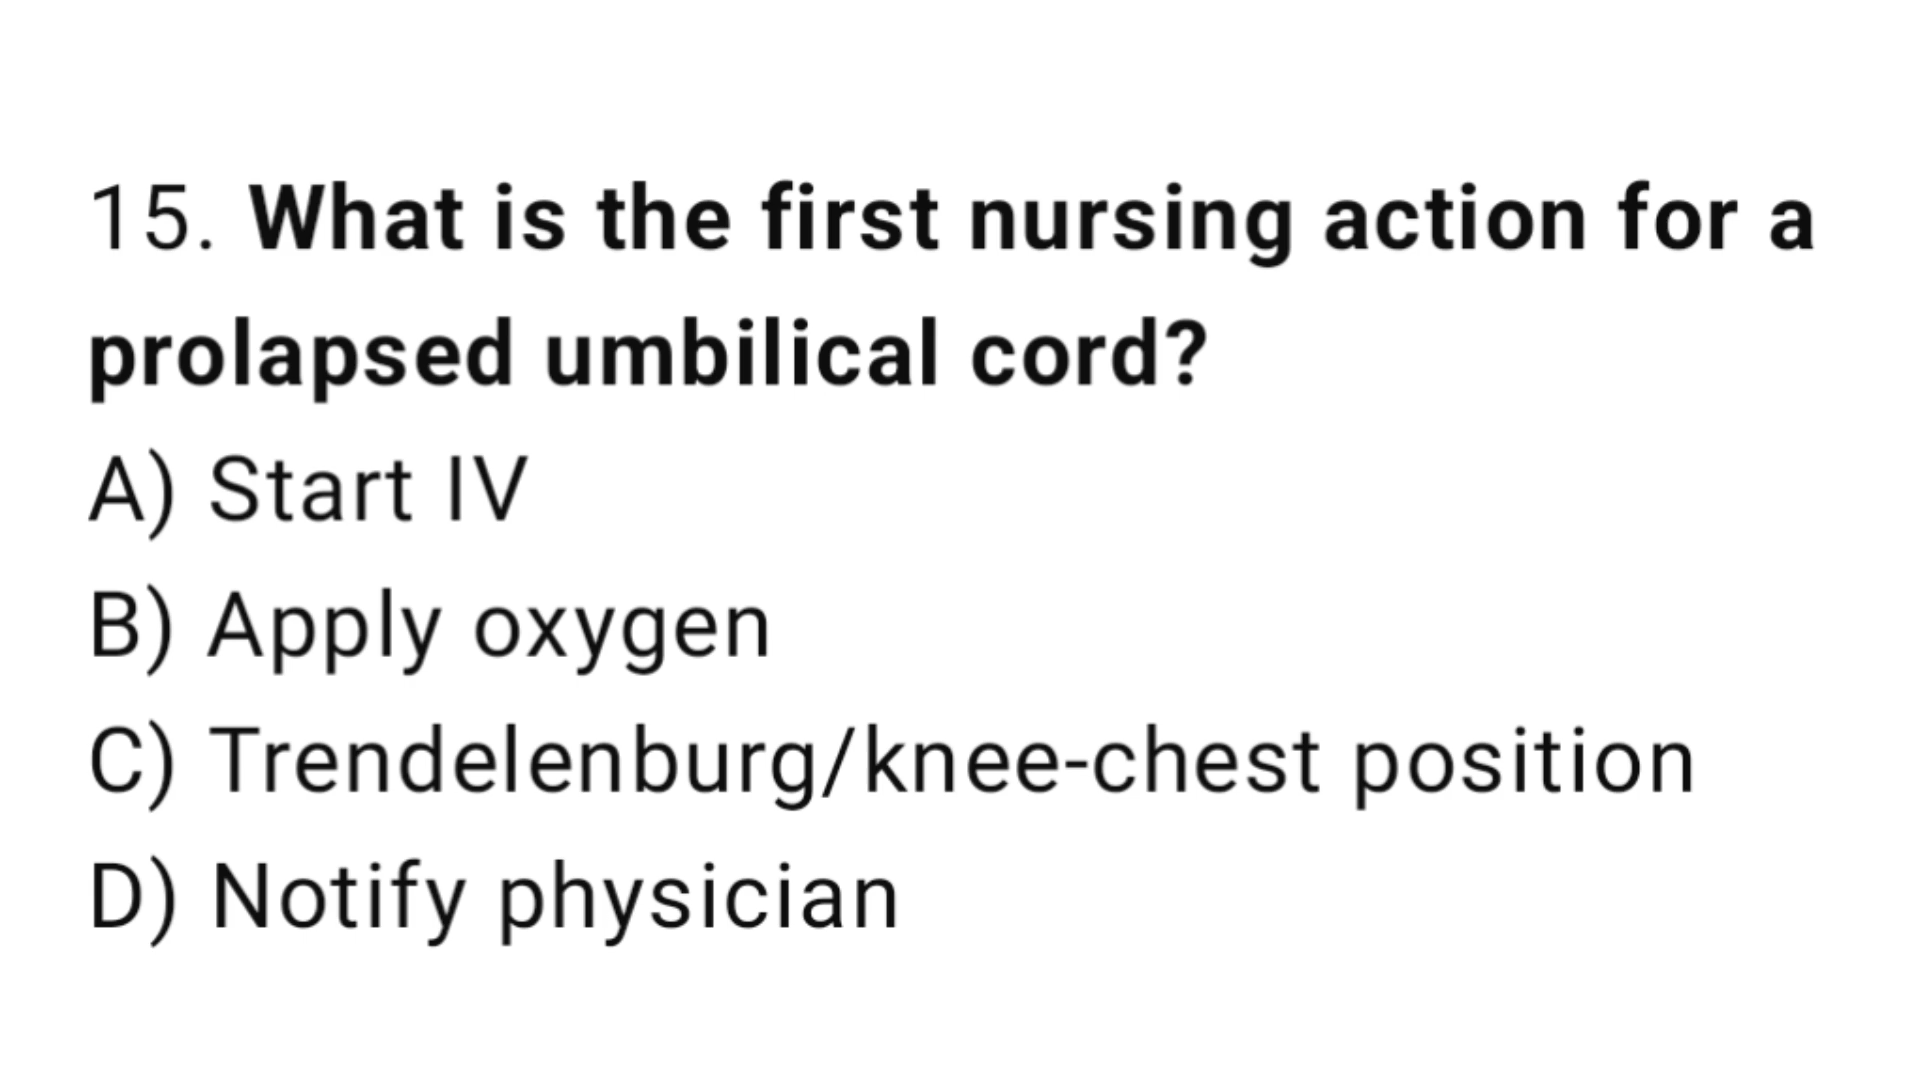 15. What is the first nursing action for a
prolapsed umbilical cord?
A) Start IV
B) Apply oxygen
C) Trendelenburg/knee-chest position
D) Notify physician